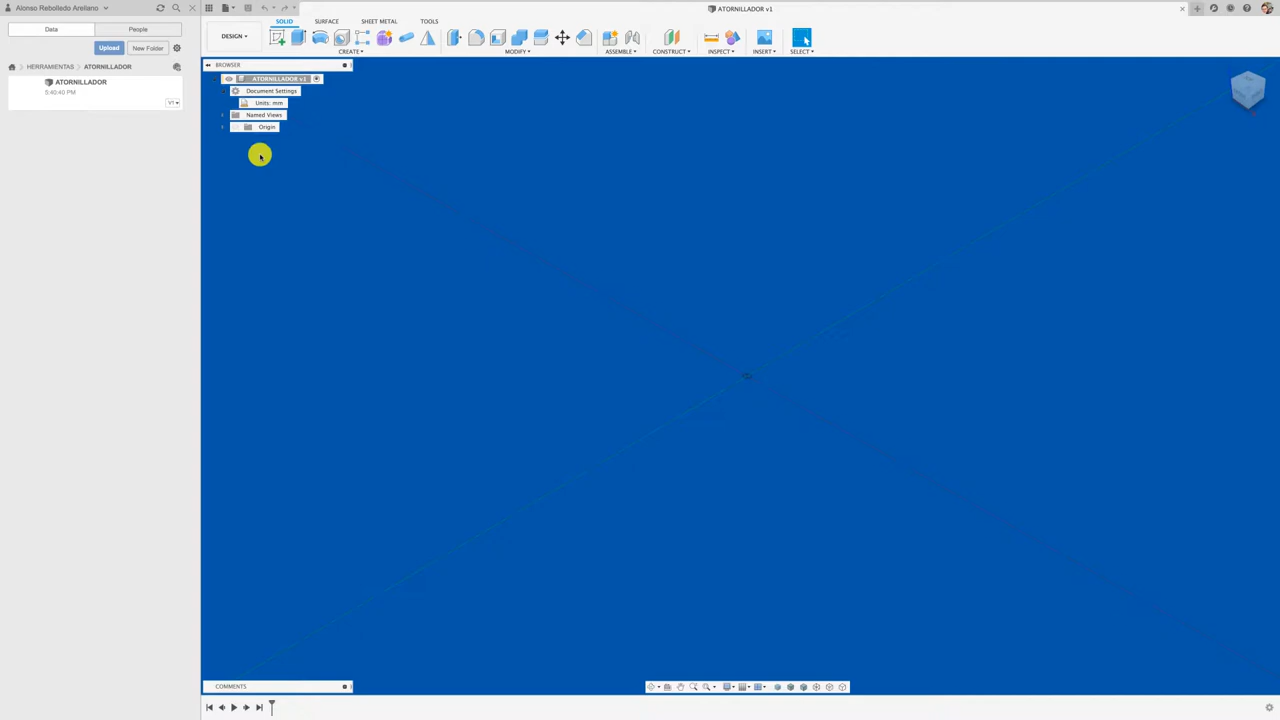 Alonso Rebolledo Arellano
ATORNILLADOR v1
Data
People
Upload
New Folder
HERRAMIENTAS
ATORNILLADOR
ATORNILLADOR
5:40:40 PM
V1
DESIGN
SOLID
SURFACE
SHEET METAL
TOOLS
CREATE
MODIFY
ASSEMBLE
CONSTRUCT
INSPECT
INSERT
SELECT
BROWSER
ATORNILLADOR v1
Document Settings
Units: mm
Named Views
Origin
COMMENTS